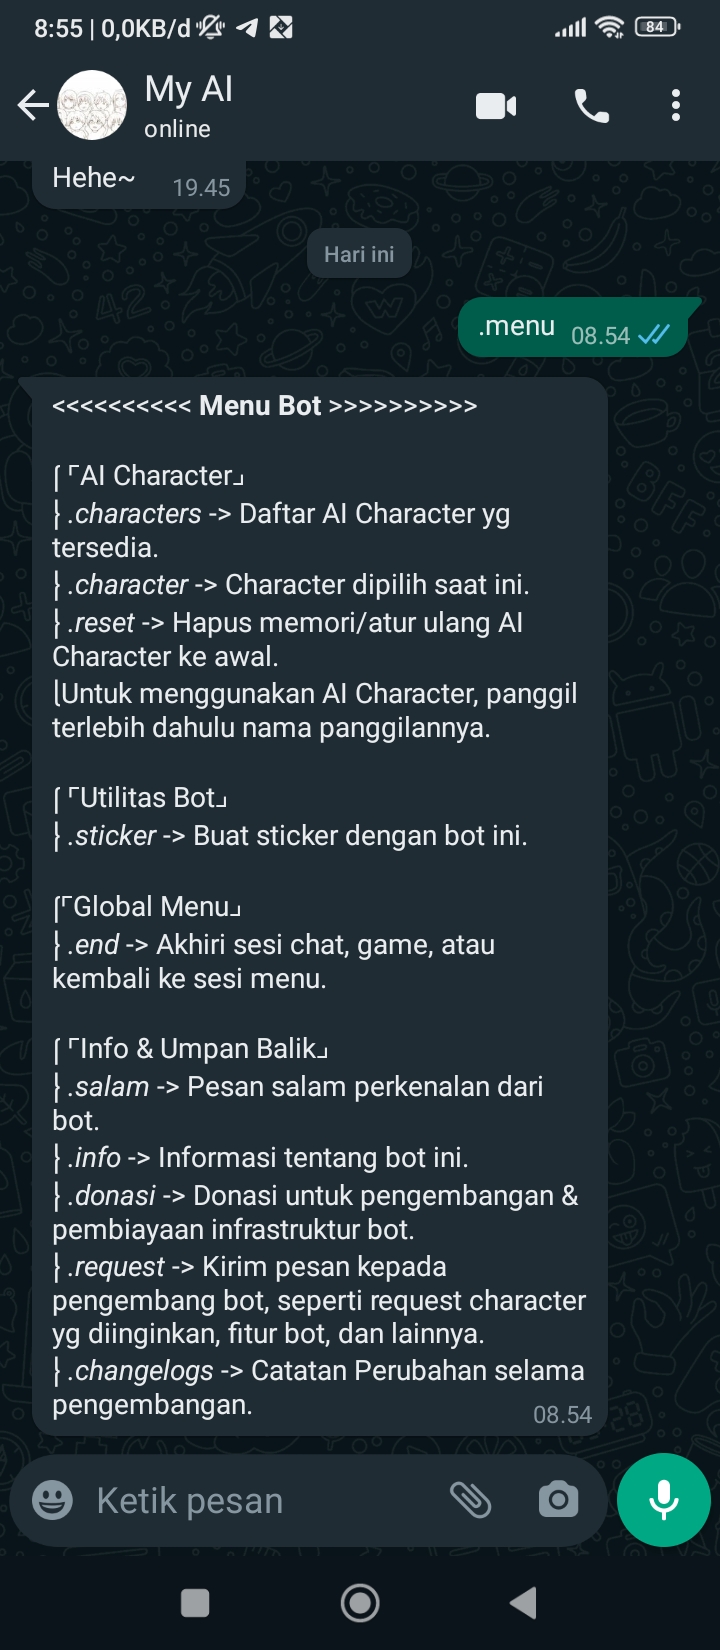 8:55 | 0,0KB/d
84
My AI
online
Hehe~ 19.45
Hari ini
.menu 08.54
<<<<<<<<<< Menu Bot >>>>>>>>>>
⌠「AI Character」
⎬ .characters -> Daftar AI Character yg
tersedia.
⎬ .character -> Character dipilih saat ini.
⎬ .reset -> Hapus memori/atur ulang AI
Character ke awal.
⌊Untuk menggunakan AI Character, panggil
terlebih dahulu nama panggilannya.
⌠「Utilitas Bot」
⎬ .sticker -> Buat sticker dengan bot ini.
⌠「Global Menu」
⎬ .end -> Akhiri sesi chat, game, atau
kembali ke sesi menu.
⌠「Info & Umpan Balik」
⎬ .salam -> Pesan salam perkenalan dari
bot.
⎬ .info -> Informasi tentang bot ini.
⎬ .donasi -> Donasi untuk pengembangan &
pembiayaan infrastruktur bot.
⎬ .request -> Kirim pesan kepada
pengembang bot, seperti request character
yg diinginkan, fitur bot, dan lainnya.
⎬ .changelogs -> Catatan Perubahan selama
pengembangan.
08.54
Ketik pesan